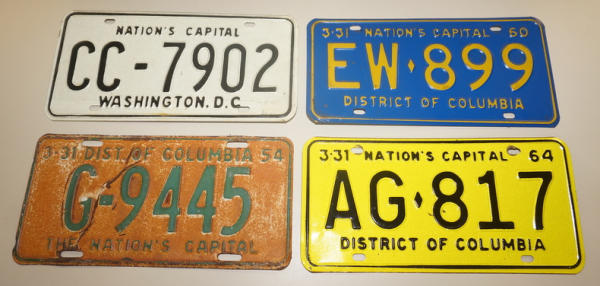 NATION'S CAPITAL
CC-7902
WASHINGTON, D.C.
3-31 NATION'S CAPITAL 60
EW♦899
DISTRICT OF COLUMBIA
3-31-DIST. OF COLUMBIA 54
G-9445
THE NATION'S CAPITAL
3-31 NATION'S CAPITAL 64
AG♦817
DISTRICT OF COLUMBIA